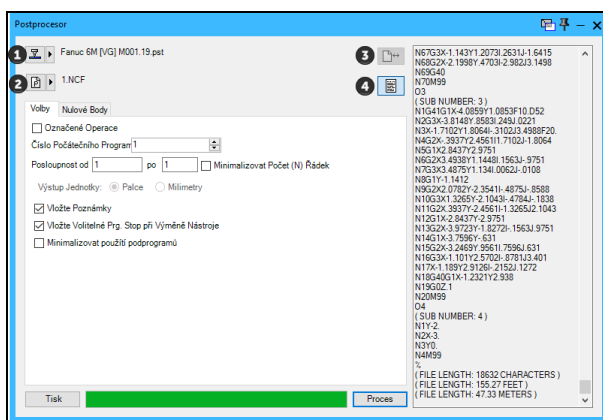 Postprocesor
1 Fanuc 6M [VG] M001.19.pst
2 1.NCF
3
4
Volby Nulové Body
Označené Operace
Číslo Počátečního Program 1
Posloupnost od 1 po 1 Minimalizovat Počet (N) Řádek
Výstup Jednotky: Palce Milimetry
Vložte Poznámky
Vložte Volitelné Prg. Stop při Výměně Nástroje
Minimalizovat použítí podprogramů
Tisk Proces
N67G3X-1.143Y1.2073I.2631J-1.6415
N68G2X-2.1998Y.4703I-2.982J3.1498
N69G40
N70M99
O3
( SUB NUMBER: 3 )
N1G41G1X-4.0859Y1.0853F10.D52
N2G3X-3.8148Y.8583I.249J.0221
N3X-1.7102Y1.8064I-.3102J3.4988F20.
N4G2X-.3937Y2.4561I1.7102J-1.8064
N5G1X2.8437Y2.9751
N6G2X3.4938Y1.1448I.1563J-.9751
N7G3X3.4875Y1.134I.0062J-.0108
N8G1Y-1.1412
N9G2X2.0782Y-2.3541I-.4875J-.8588
N10G3X1.3265Y-2.1043I-.4784J-.1838
N11G2X.3937Y-2.4561I-1.3265J2.1043
N12G1X-2.8437Y-2.9751
N13G2X-3.9723Y-1.8272I-.1563J.9751
N14G1X-3.7596Y-.631
N15G2X-3.2469Y.9561I.7596J.631
N16G3X-1.101Y2.5702I-.8781J3.401
N17X-1.189Y2.9126I-.2152J.1272
N18G40G1X-1.2321Y2.938
N19G0Z.1
N20M99
O4
( SUB NUMBER: 4 )
N1Y-2.
N2X-3.
N3Y0.
N4M99
%
( FILE LENGTH: 18632 CHARACTERS )
( FILE LENGTH: 155.27 FEET )
( FILE LENGTH: 47.33 METERS )